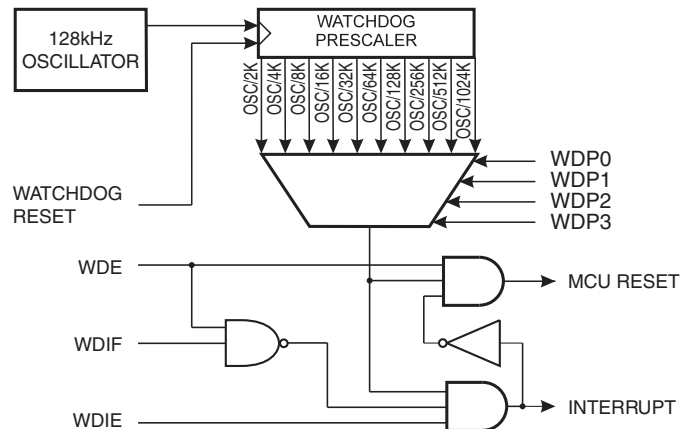 128kHz
OSCILLATOR
WATCHDOG
PRESCALER
OSC/2K
OSC/4K
OSC/8K
OSC/16K
OSC/32K
OSC/64K
OSC/128K
OSC/256K
OSC/512K
OSC/1024K
WATCHDOG
RESET
WDP0
WDP1
WDP2
WDP3
WDE
MCU RESET
WDIF
WDIE
INTERRUPT